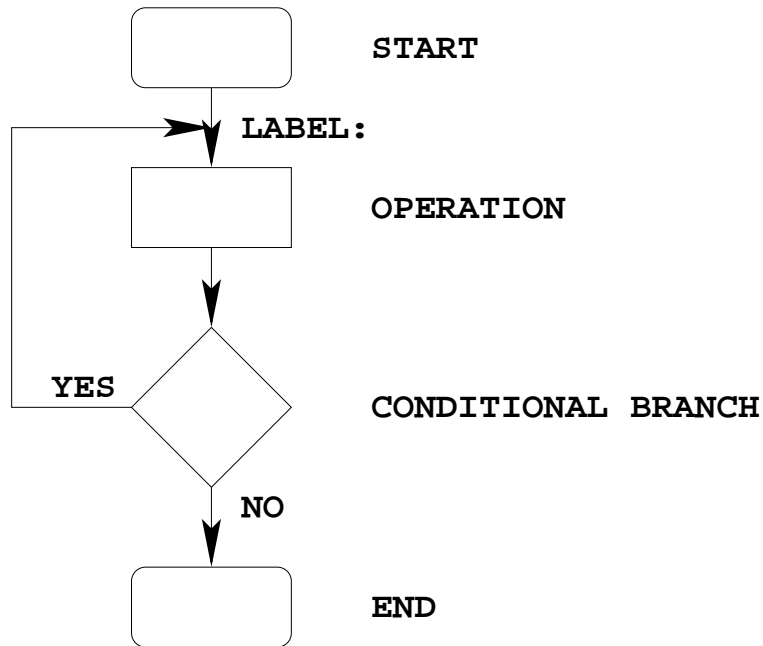 START
LABEL:
OPERATION
YES
CONDITIONAL BRANCH
NO
END